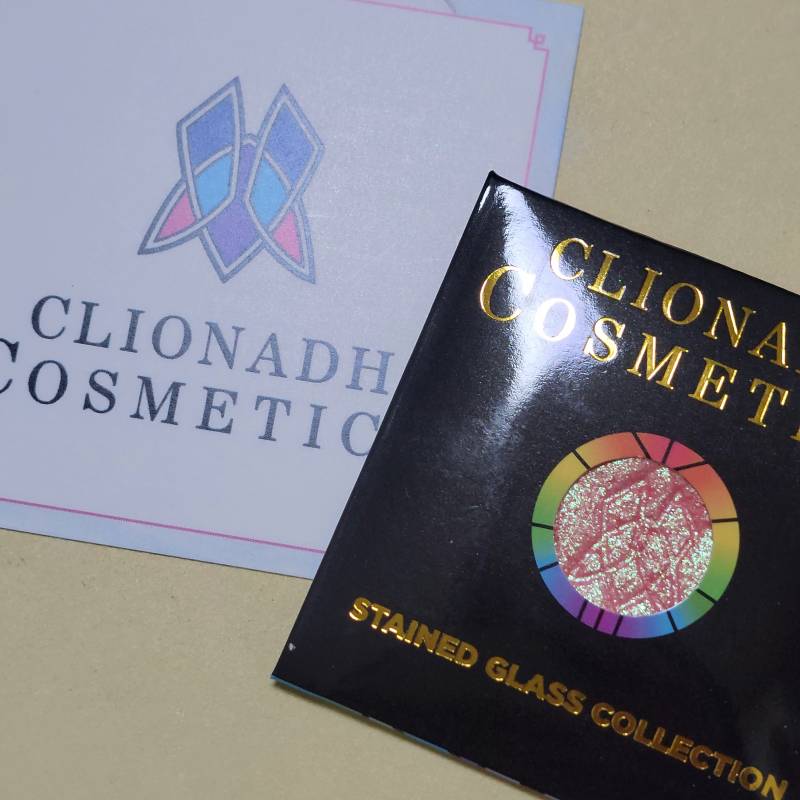 CLIONADH
COSMETIC
CLIONA
COSMET
STAINED GLASS COLLECTION